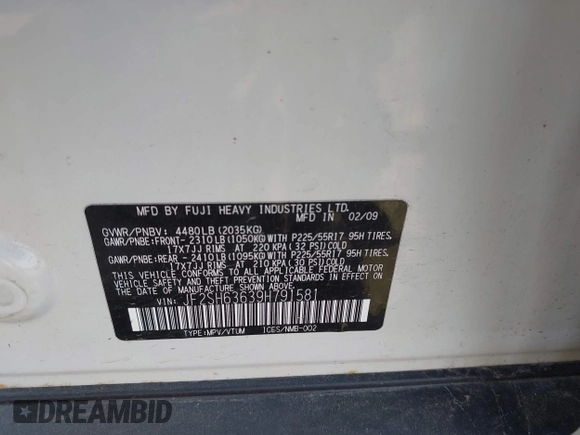 MFD BY FUJI HEAVY INDUSTRIES LTD.
MFD IN 02/09
GVWR/PNBV: 4480LB (2035KG)
GAWR/PNBE:FRONT- 2310LB(1050KG)WITH P225/55R17 95H TIRES,
17X7JJ RIMS AT 220 KPA (32 PSI)COLD
GAWR/PNBE:REAR -2410LB(1095KG)WITH P225/55R17 95H TIRES,
17X7JJ RIMS AT 210 KPA (30 PSI)COLD
THIS VEHICLE CONFORMS TO ALL APPLICABLE FEDERAL MOTOR
VEHICLE SAFETY AND BUMPER STANDARDS IN EFFECT ON
THE DATE OF MANUFACTURE SHOWN ABOVE.
VIN: JF2SH63639H791581
TYPE:MPV/VTUM ICES/NMB-002
DREAMBID